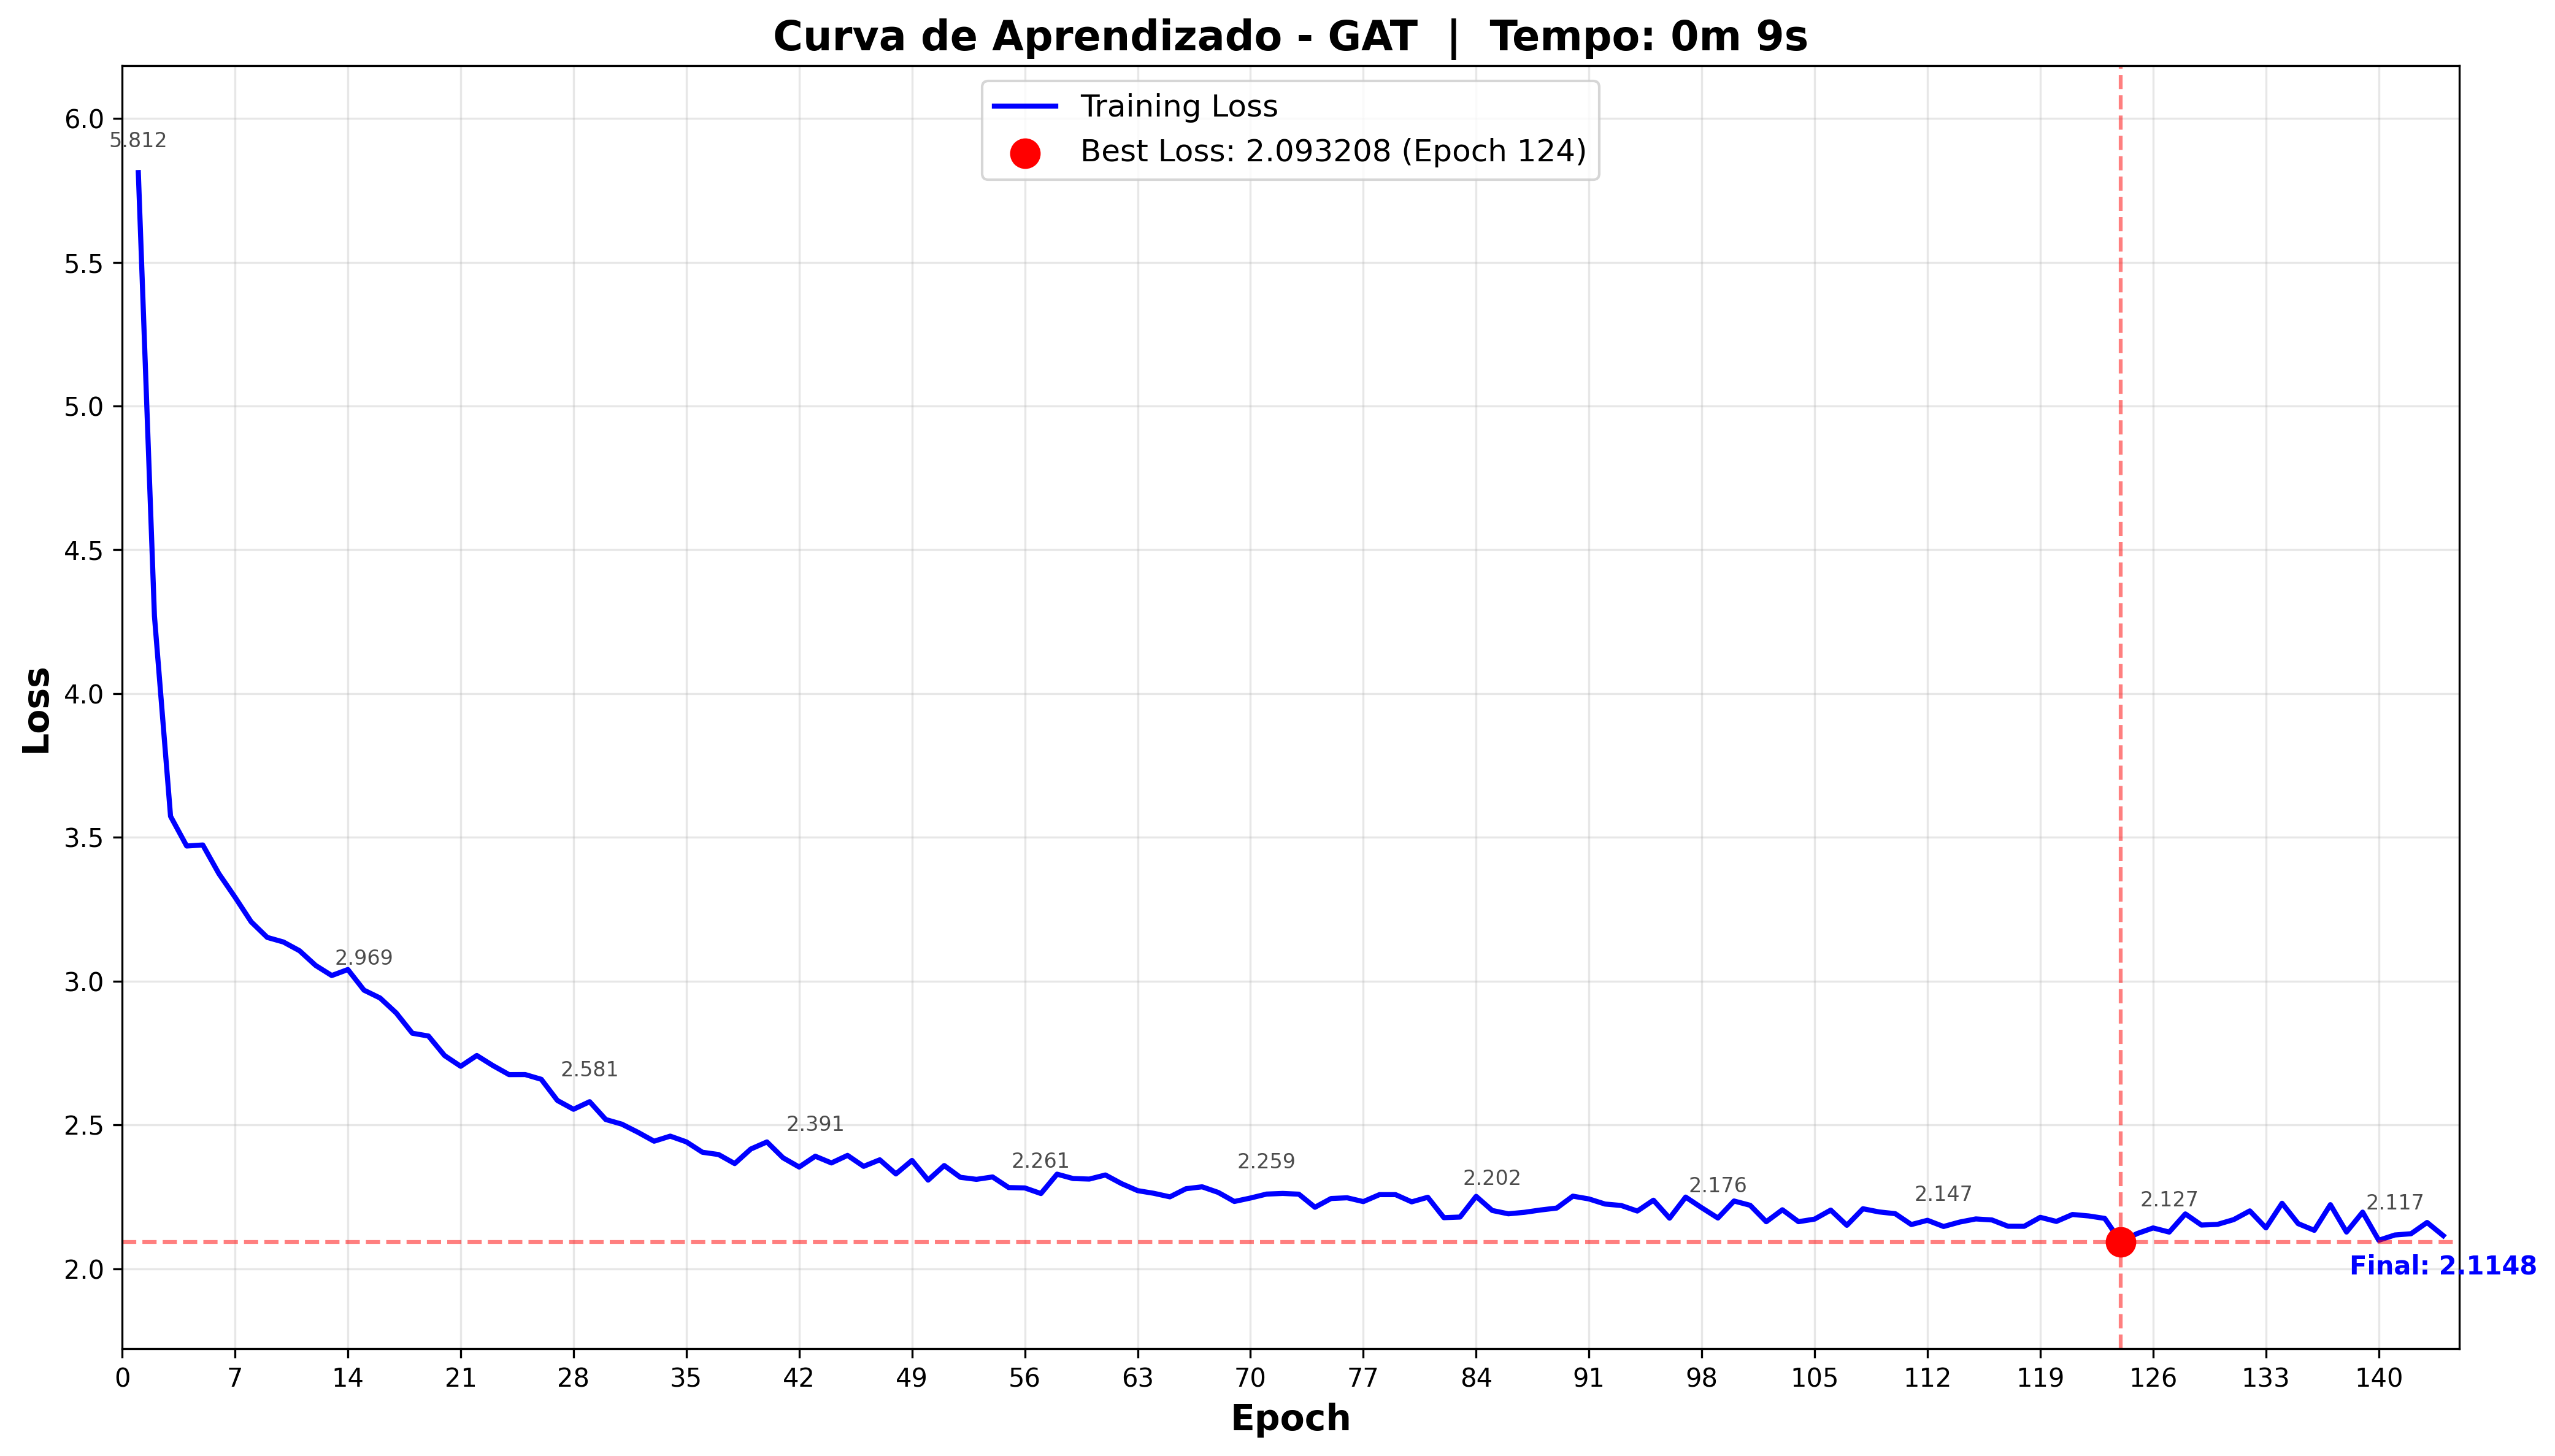 Curva de Aprendizado - GAT | Tempo: 0m 9s
Training Loss
Best Loss: 2.093208 (Epoch 124)
6.0
5.5
5.0
4.5
4.0
3.5
3.0
2.5
2.0
Loss
5.812
2.969
2.581
2.391
2.261
2.259
2.202
2.176
2.147
2.127
2.117
Final: 2.1148
0 7 14 21 28 35 42 49 56 63 70 77 84 91 98 105 112 119 126 133 140
Epoch